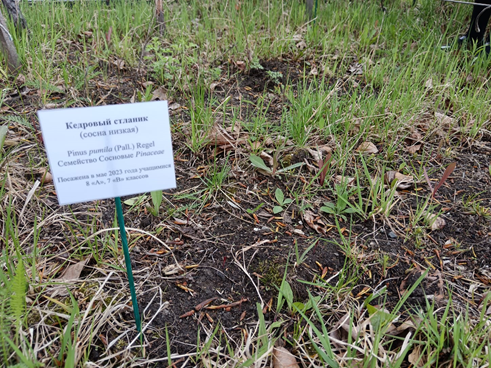 Кедровый стланик
(сосна низкая)
Pinus pumila (Pall.) Regel
Семейство Сосновые Pinaceae
Посажена в мае 2023 года учащимися
8 «А», 7 «И» классов